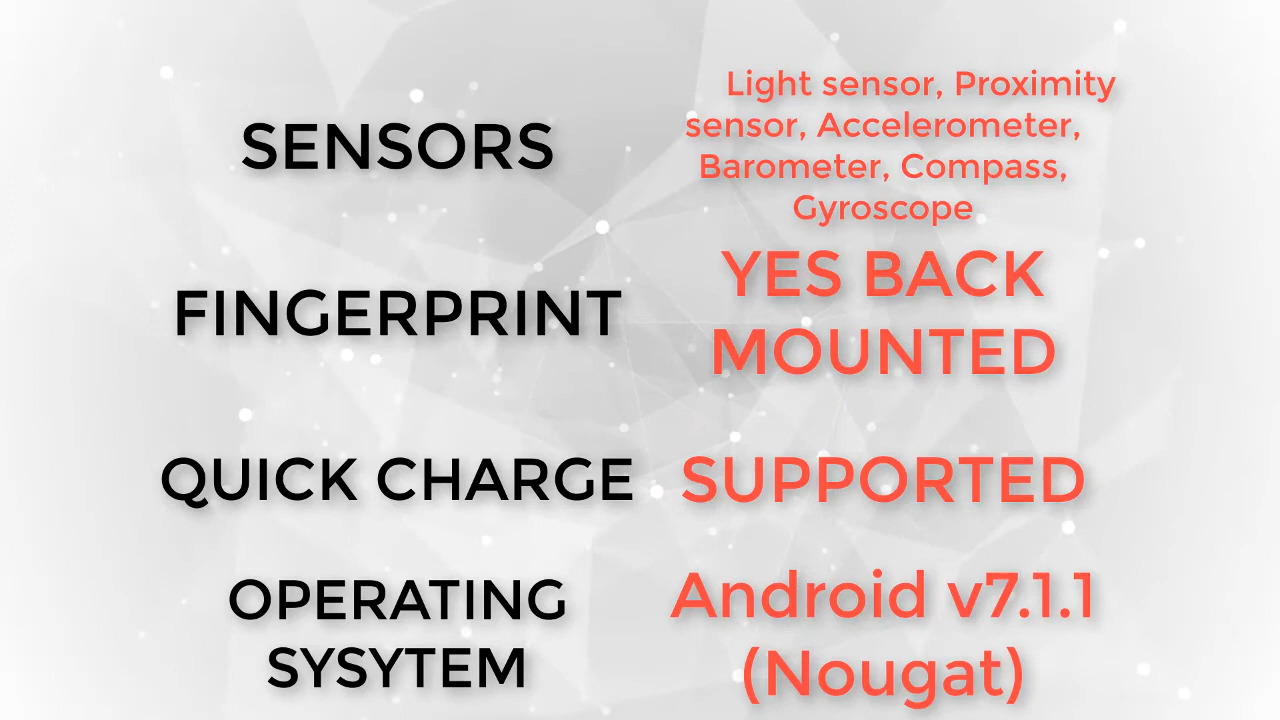 SENSORS
Light sensor, Proximity
sensor, Accelerometer,
Barometer, Compass,
Gyroscope
FINGERPRINT
YES BACK
MOUNTED
QUICK CHARGE
SUPPORTED
OPERATING
SYSYTEM
Android v7.1.1
(Nougat)